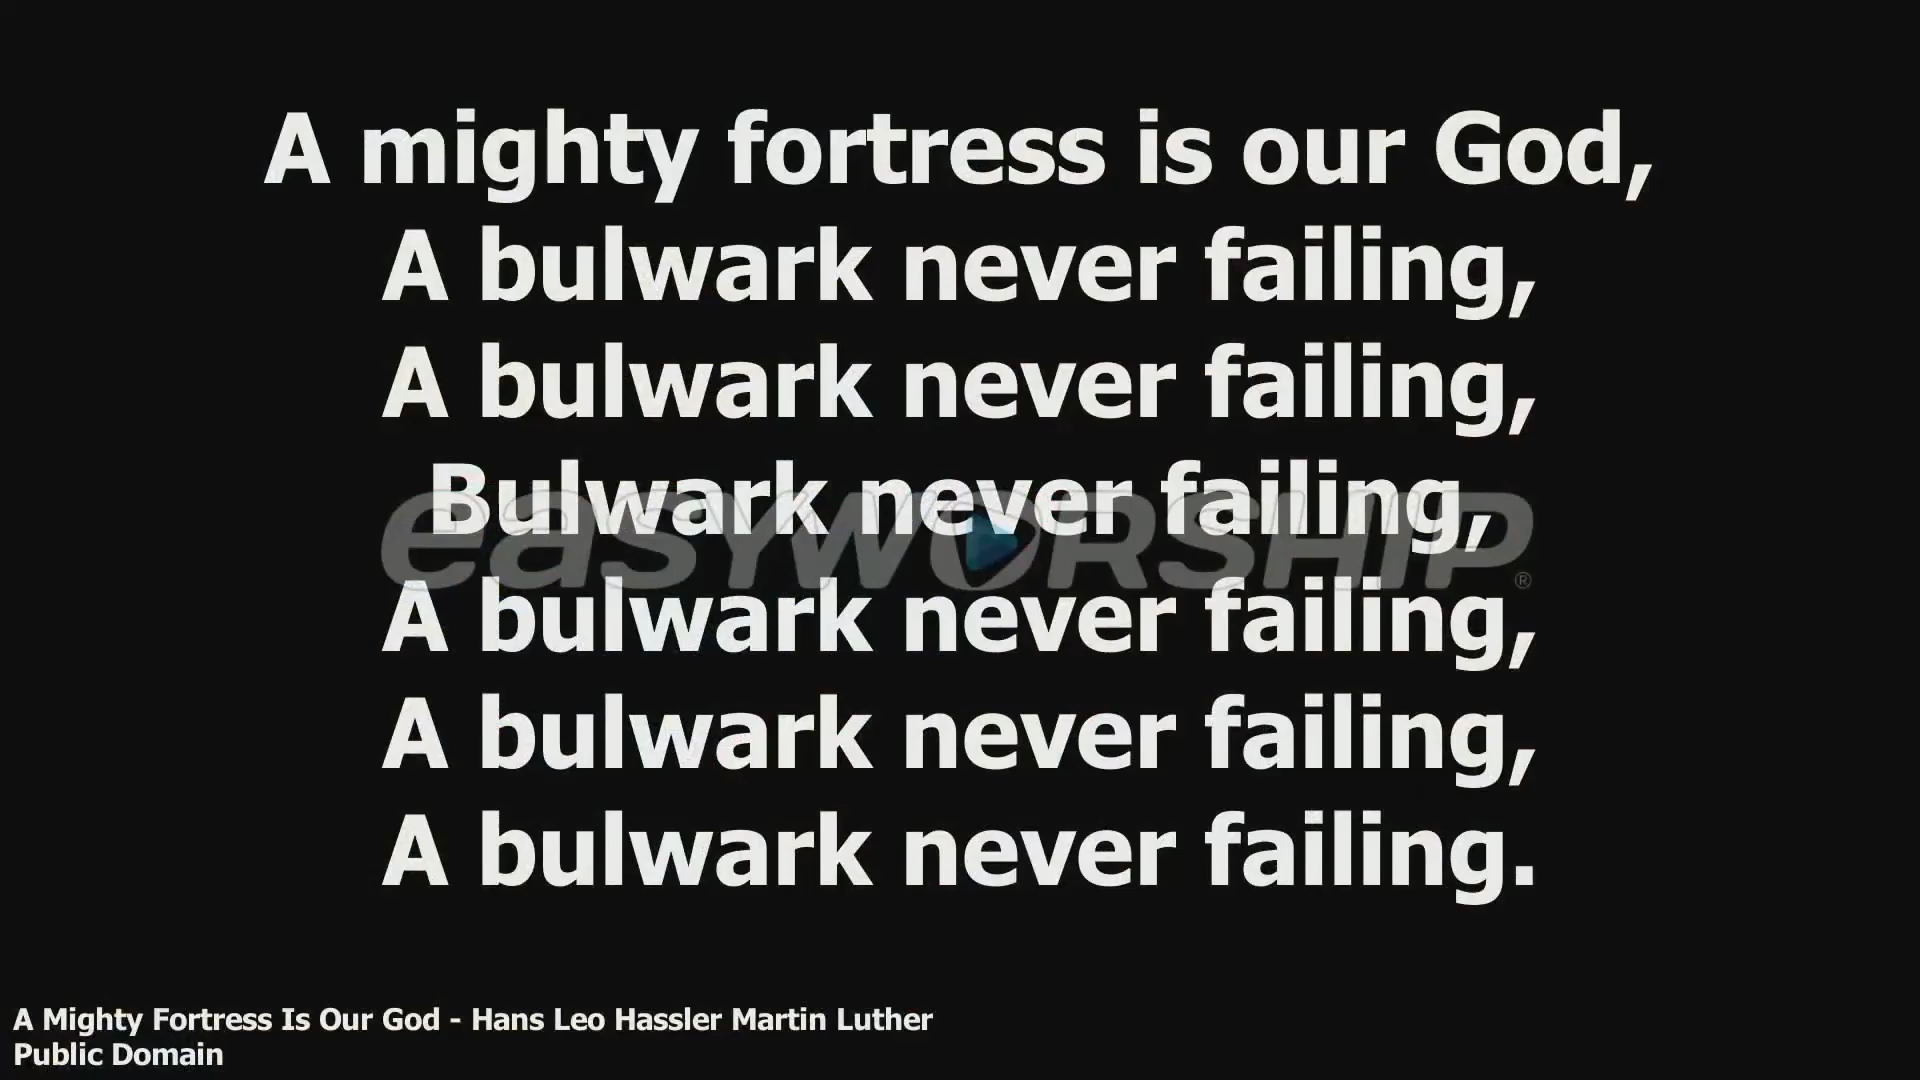 A mighty fortress is our God,
A bulwark never failing,
A bulwark never failing,
Bulwark never failing,
easyworship®
A bulwark never failing,
A bulwark never failing,
A bulwark never failing.
A Mighty Fortress Is Our God - Hans Leo Hassler Martin Luther
Public Domain